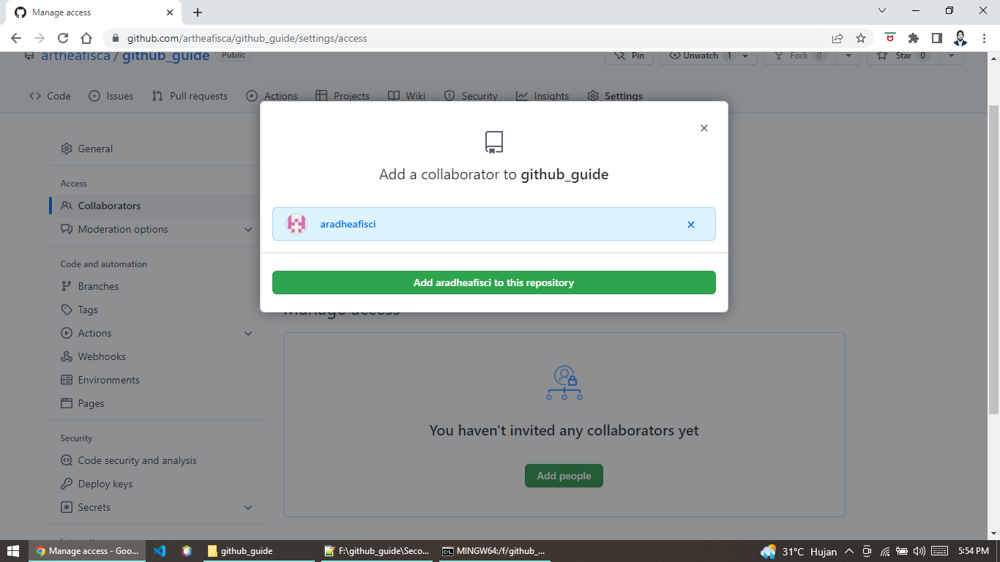 Manage access
github.com/artheafisca/github_guide/settings/access
artheafisca / github_guide Public
Pin
Unwatch 1
Fork 0
Star 0
Code
Issues
Pull requests
Actions
Projects
Wiki
Security
Insights
Settings
General
Access
Collaborators
Moderation options
Code and automation
Branches
Tags
Actions
Webhooks
Environments
Pages
Security
Code security and analysis
Deploy keys
Secrets
Add a collaborator to github_guide
aradheafisci
Add aradheafisci to this repository
Manage access
You haven't invited any collaborators yet
Add people
Manage access - Goo...
github_guide
F:\github_guide\Seco...
MINGW64:/f/github_...
31°C Hujan
5:54 PM